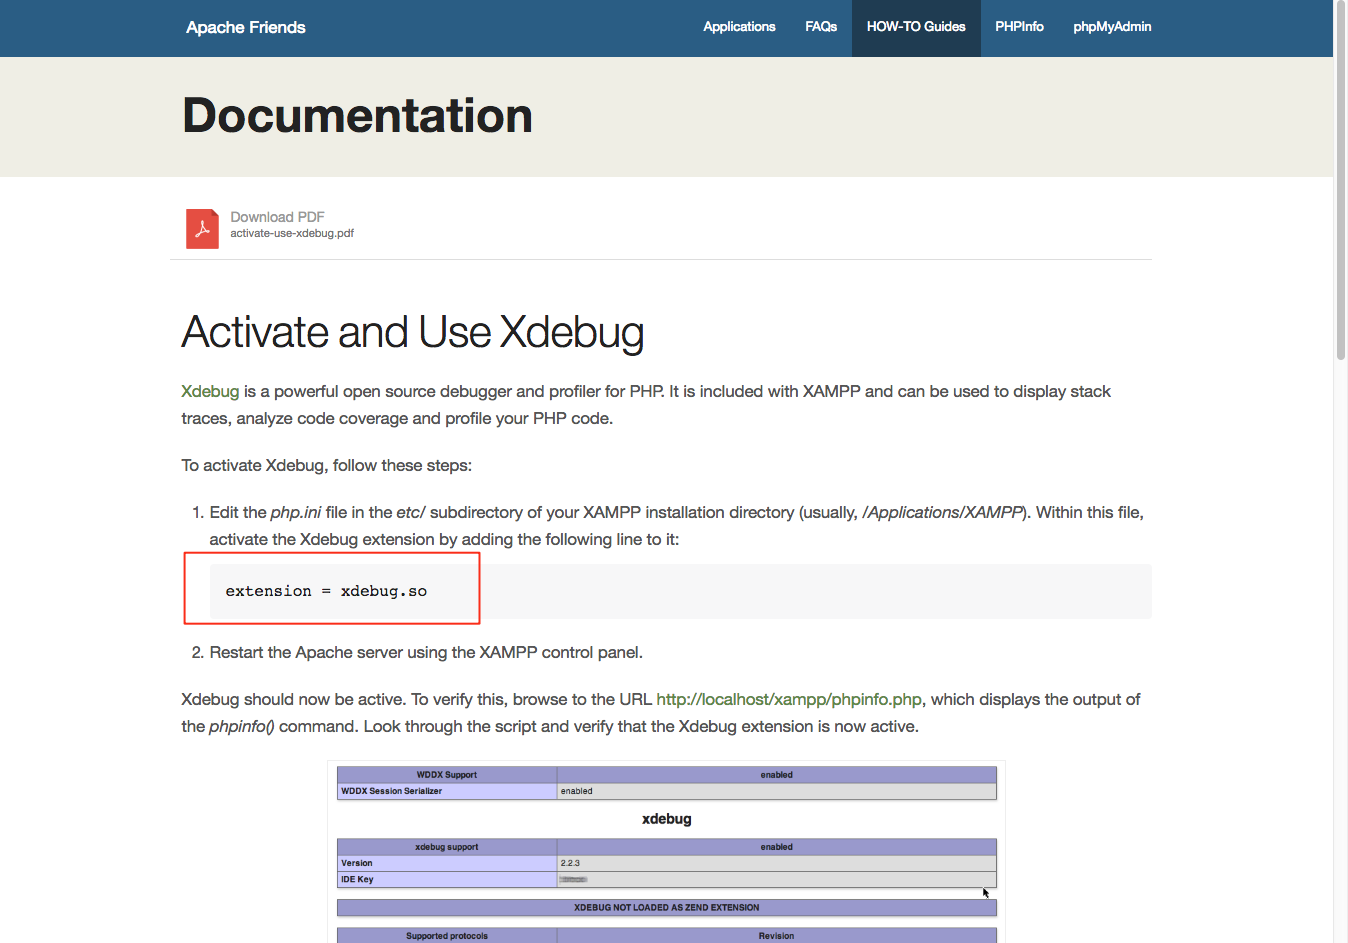 Apache Friends
Applications FAQs HOW-TO Guides PHPInfo phpMyAdmin
Documentation
Download PDF
activate-use-xdebug.pdf
Activate and Use Xdebug
Xdebug is a powerful open source debugger and profiler for PHP. It is included with XAMPP and can be used to display stack
traces, analyze code coverage and profile your PHP code.
To activate Xdebug, follow these steps:
1. Edit the php.ini file in the etc/ subdirectory of your XAMPP installation directory (usually, /Applications/XAMPP). Within this file,
activate the Xdebug extension by adding the following line to it:
extension = xdebug.so
2. Restart the Apache server using the XAMPP control panel.
Xdebug should now be active. To verify this, browse to the URL http://localhost/xampp/phpinfo.php, which displays the output of
the phpinfo() command. Look through the script and verify that the Xdebug extension is now active.
WDDX Support enabled
WDDX Session Serializer enabled
xdebug
xdebug support enabled
Version 2.2.3
IDE Key
XDEBUG NOT LOADED AS ZEND EXTENSION
Supported protocols Revision